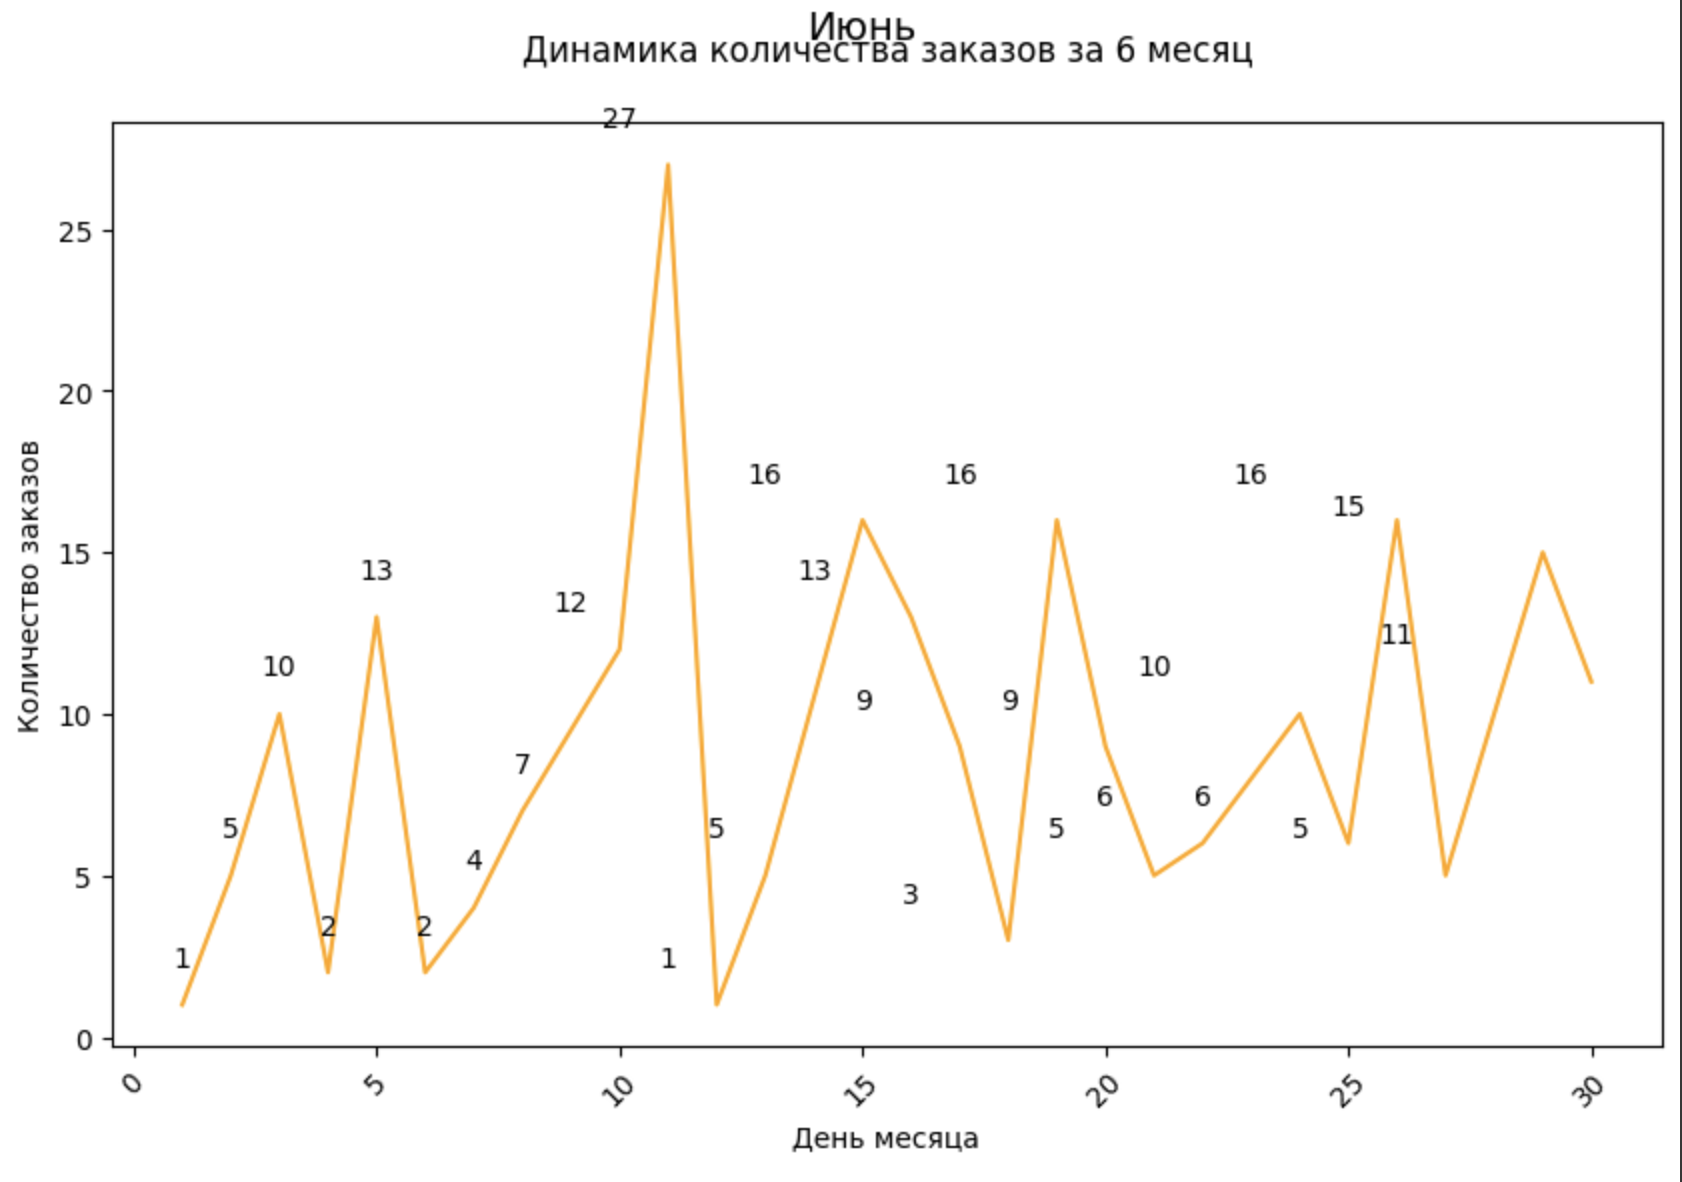 Июнь
Динамика количества заказов за 6 месяц
27
25
20
16 16 16
15
15
13 13
12
11
10 10
10
9 9
7
6 6
5 5 5 5
5
4
3
2 2
1 1
0
Количество заказов
0 5 10 15 20 25 30
День месяца